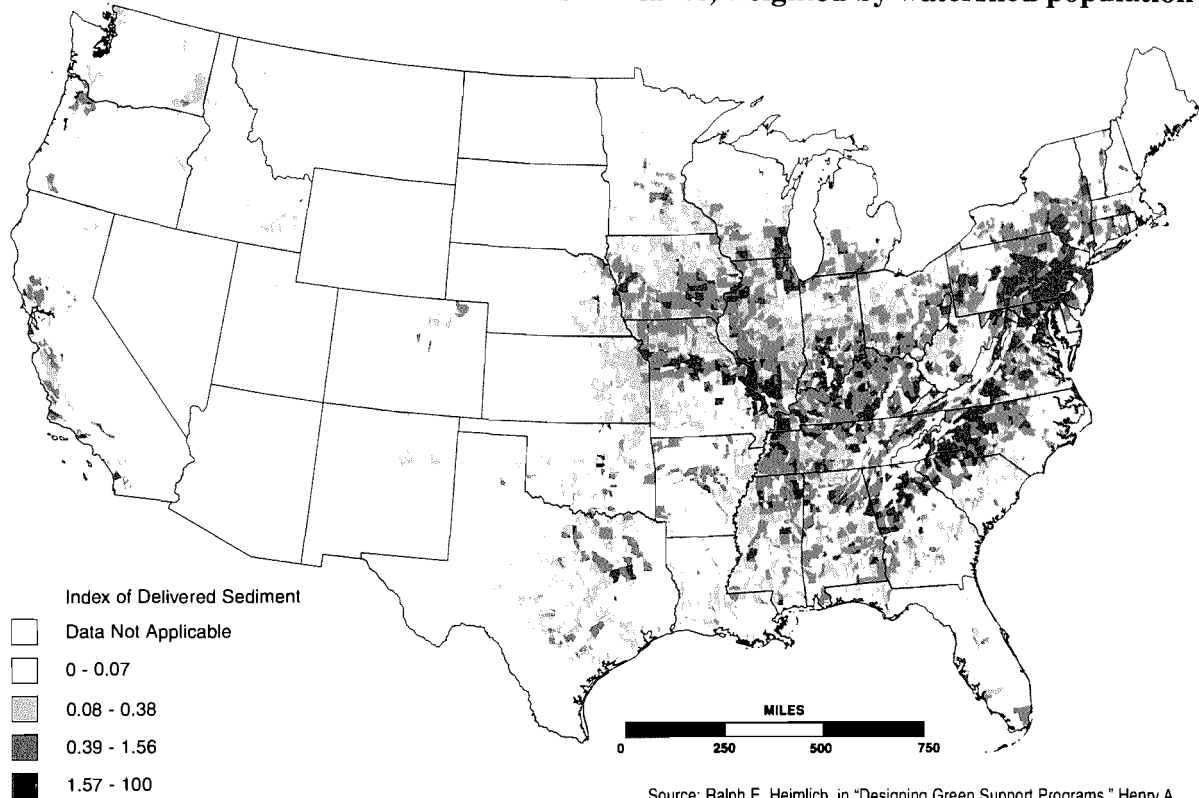 weighted by watershed population
Index of Delivered Sediment
Data Not Applicable
0 - 0.07
0.08 - 0.38
0.39 - 1.56
1.57 - 100
MILES
0 250 500 750
Source: Ralph E. Heimlich, in "Designing Green Support Programs," Henry A.